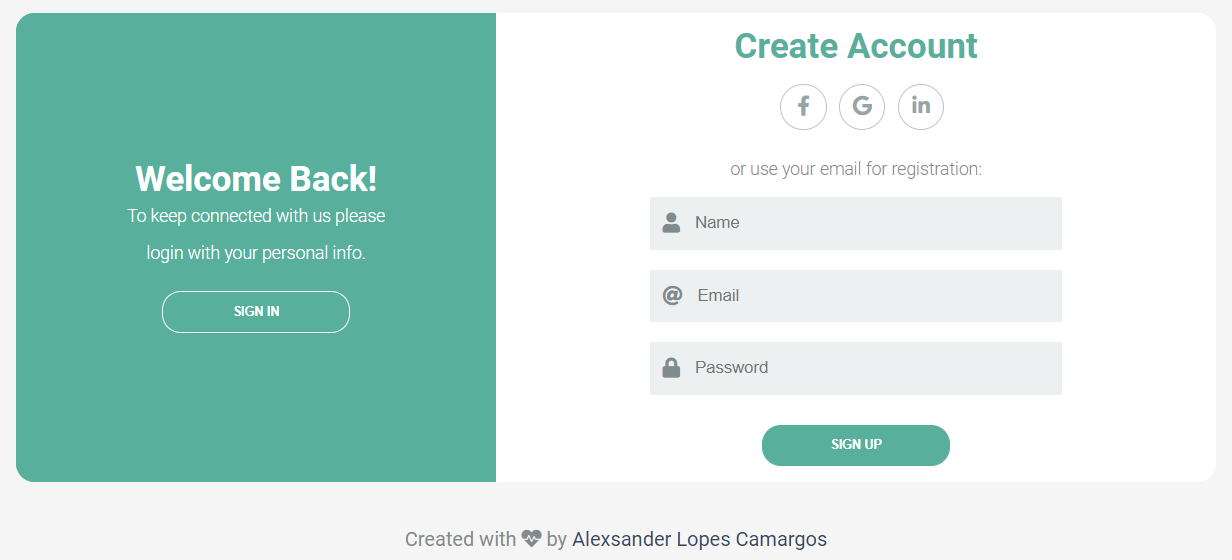 Welcome Back!
To keep connected with us please
login with your personal info.
SIGN IN
Create Account
or use your email for registration:
Name
@ Email
Password
SIGN UP
Created with by Alexsander Lopes Camargos